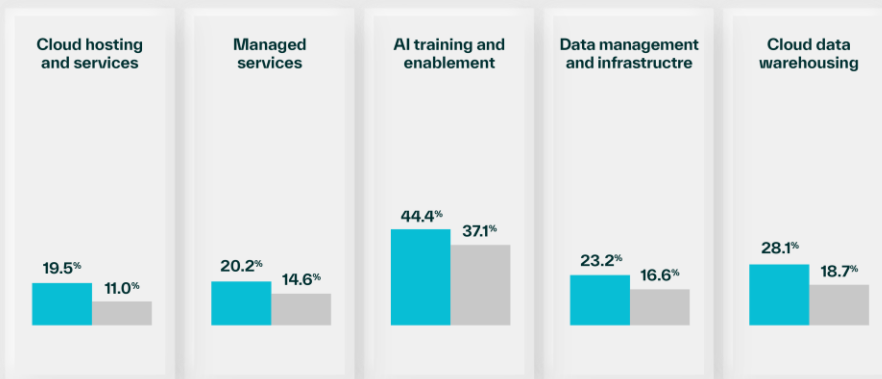 Cloud hosting
and services
19.5%
11.0%
Managed
services
20.2%
14.6%
AI training and
enablement
44.4%
37.1%
Data management
and infrastructre
23.2%
16.6%
Cloud data
warehousing
28.1%
18.7%